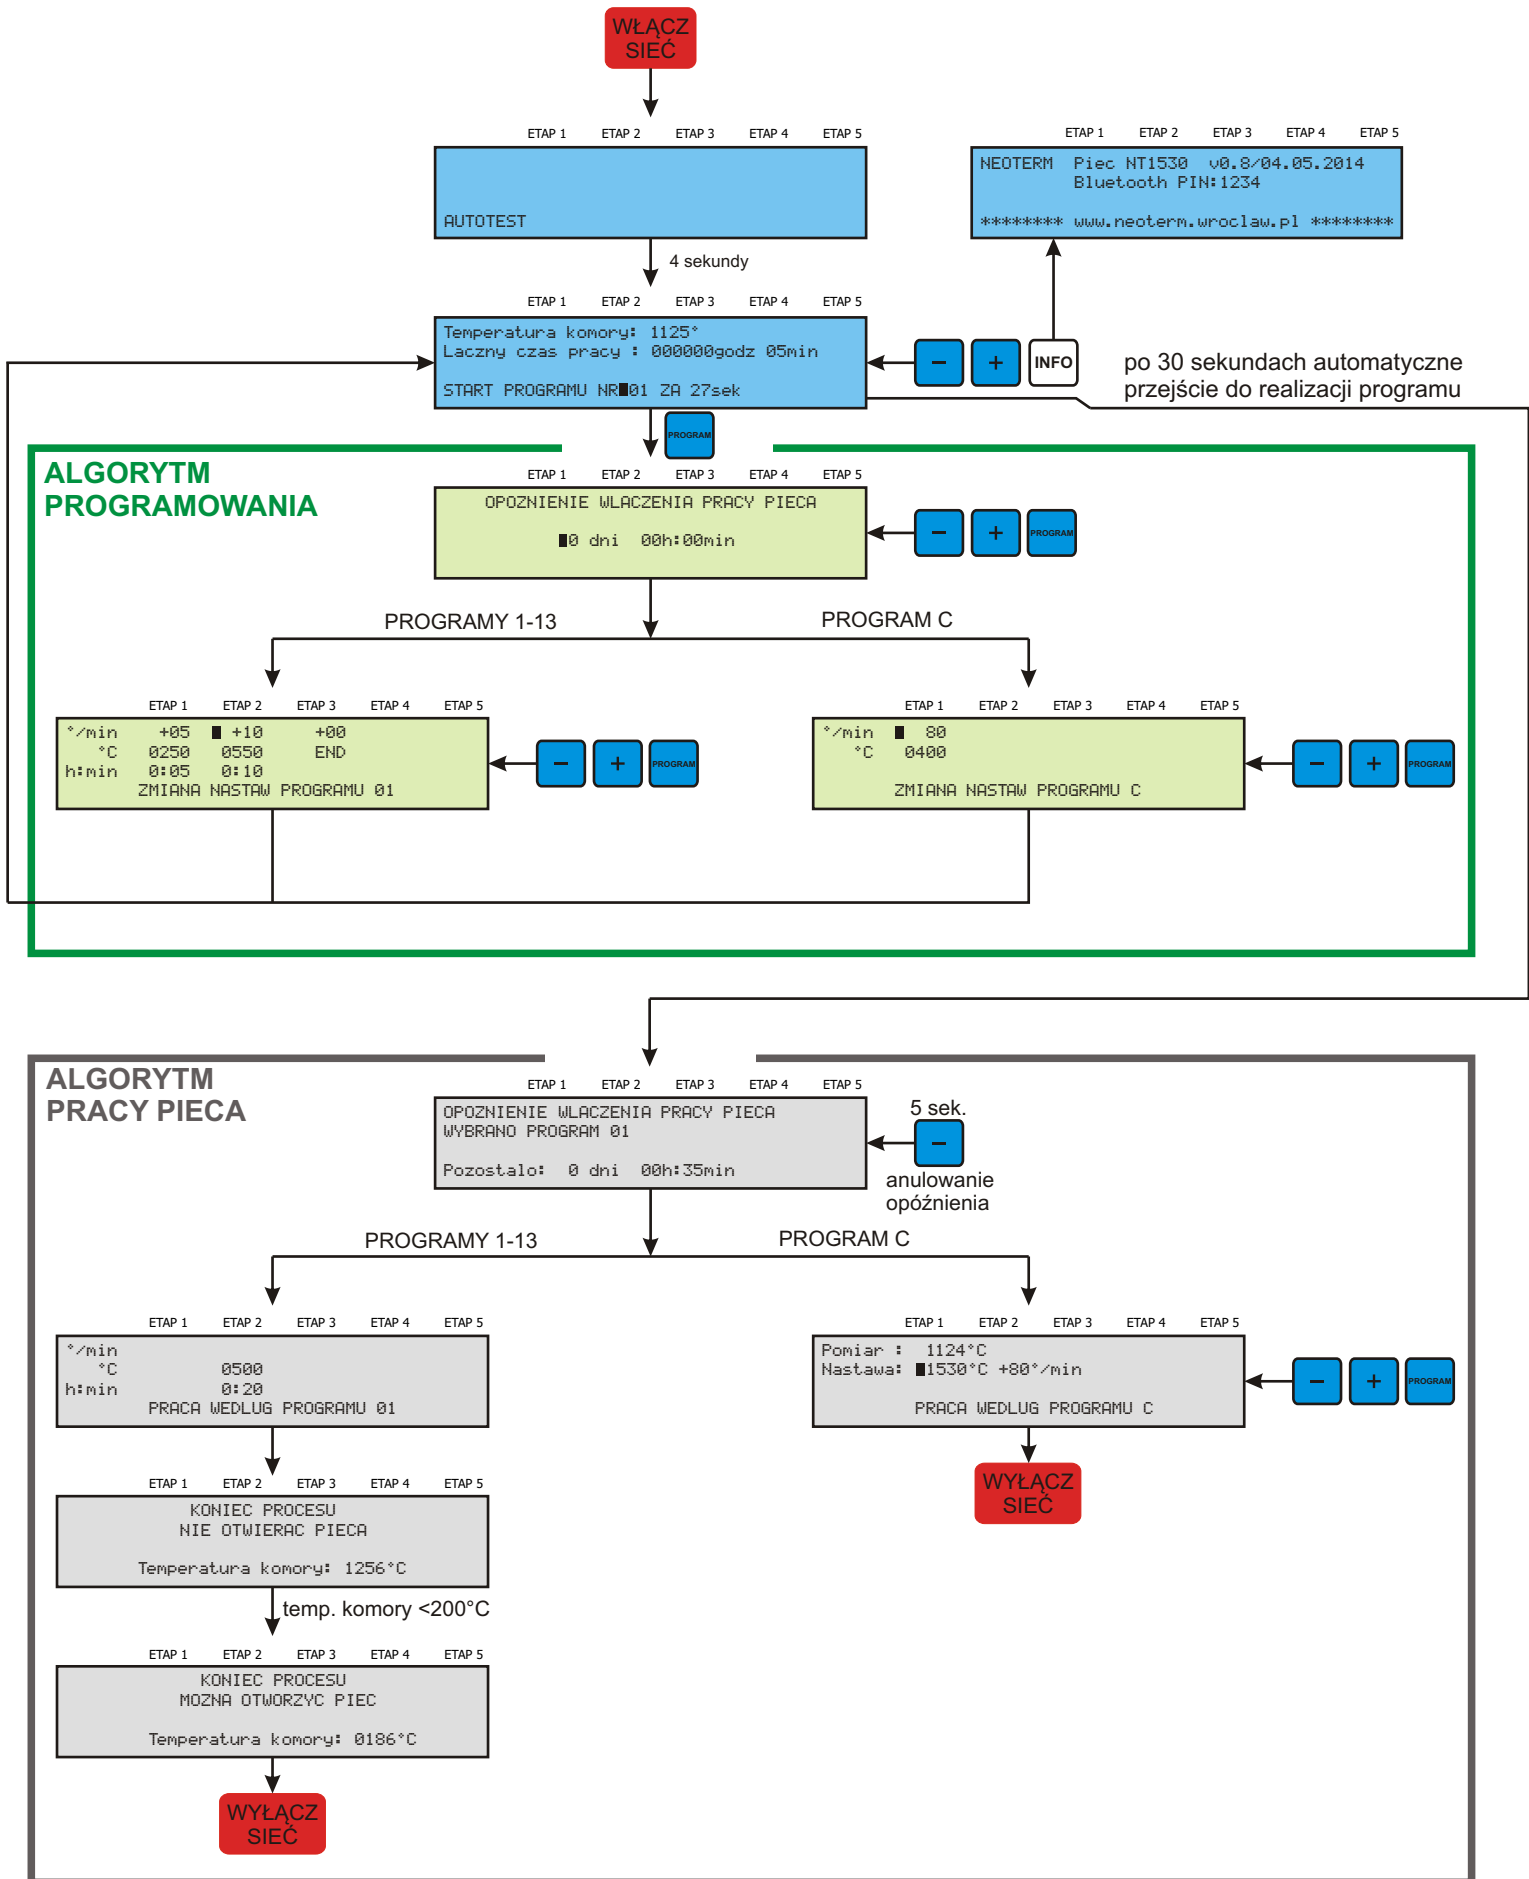 WŁĄCZ
SIEĆ
ETAP 1 ETAP 2 ETAP 3 ETAP 4 ETAP 5
AUTOTEST
ETAP 1 ETAP 2 ETAP 3 ETAP 4 ETAP 5
NEOTERM Piec NT1530 v0.8/04.05.2014
Bluetooth PIN:1234
******** www.neoterm.wroclaw.pl ********
4 sekundy
ETAP 1 ETAP 2 ETAP 3 ETAP 4 ETAP 5
Temperatura komory: 1125°
Laczny czas pracy : 000000godz 05min
START PROGRAMU NR 01 ZA 27sek
- + INFO
po 30 sekundach automatyczne
przejście do realizacji programu
PROGRAM
ALGORYTM
PROGRAMOWANIA
ETAP 1 ETAP 2 ETAP 3 ETAP 4 ETAP 5
OPOZNIENIE WLACZENIA PRACY PIECA
0 dni 00h:00min
- + PROGRAM
PROGRAMY 1-13
PROGRAM C
ETAP 1 ETAP 2 ETAP 3 ETAP 4 ETAP 5
°/min +05 +10 +00
°C 0250 0550 END
h:min 0:05 0:10
ZMIANA NASTAW PROGRAMU 01
- + PROGRAM
ETAP 1 ETAP 2 ETAP 3 ETAP 4 ETAP 5
°/min 80
°C 0400
ZMIANA NASTAW PROGRAMU C
- + PROGRAM
ALGORYTM
PRACY PIECA
ETAP 1 ETAP 2 ETAP 3 ETAP 4 ETAP 5
OPOZNIENIE WLACZENIA PRACY PIECA
WYBRANO PROGRAM 01
Pozostalo: 0 dni 00h:35min
5 sek.
-
anulowanie
opóźnienia
PROGRAMY 1-13
PROGRAM C
ETAP 1 ETAP 2 ETAP 3 ETAP 4 ETAP 5
°/min
°C 0500
h:min 0:20
PRACA WEDLUG PROGRAMU 01
ETAP 1 ETAP 2 ETAP 3 ETAP 4 ETAP 5
Pomiar : 1124°C
Nastawa: 1530°C +80°/min
PRACA WEDLUG PROGRAMU C
- + PROGRAM
WYŁĄCZ
SIEĆ
ETAP 1 ETAP 2 ETAP 3 ETAP 4 ETAP 5
KONIEC PROCESU
NIE OTWIERAC PIECA
Temperatura komory: 1256°C
temp. komory <200°C
ETAP 1 ETAP 2 ETAP 3 ETAP 4 ETAP 5
KONIEC PROCESU
MOZNA OTWORZYC PIEC
Temperatura komory: 0186°C
WYŁĄCZ
SIEĆ